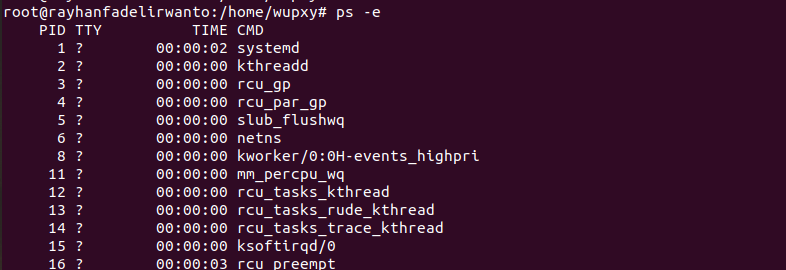 root@rayhanfadelirwanto:/home/wupxy# ps -e
PID TTY TIME CMD
1 ? 00:00:02 systemd
2 ? 00:00:00 kthreadd
3 ? 00:00:00 rcu_gp
4 ? 00:00:00 rcu_par_gp
5 ? 00:00:00 slub_flushwq
6 ? 00:00:00 netns
8 ? 00:00:00 kworker/0:0H-events_highpri
11 ? 00:00:00 mm_percpu_wq
12 ? 00:00:00 rcu_tasks_kthread
13 ? 00:00:00 rcu_tasks_rude_kthread
14 ? 00:00:00 rcu_tasks_trace_kthread
15 ? 00:00:00 ksoftirqd/0
16 ? 00:00:03 rcu_preempt